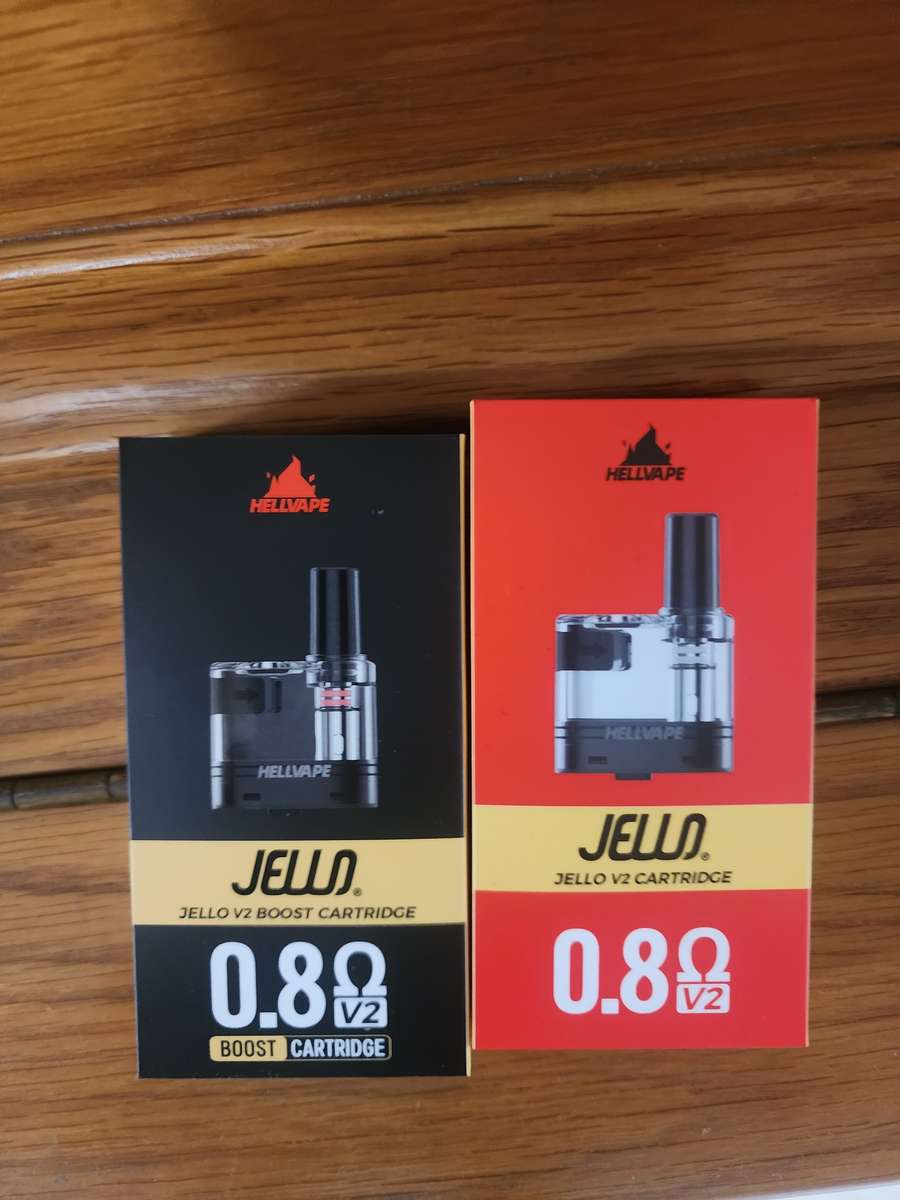 HELLVAPE
HELLVAPE
JELLO®
JELLO V2 BOOST CARTRIDGE
0.8Ω
V2
BOOST CARTRIDGE
HELLVAPE
HELLVAPE
JELLO®
JELLO V2 CARTRIDGE
0.8Ω
V2